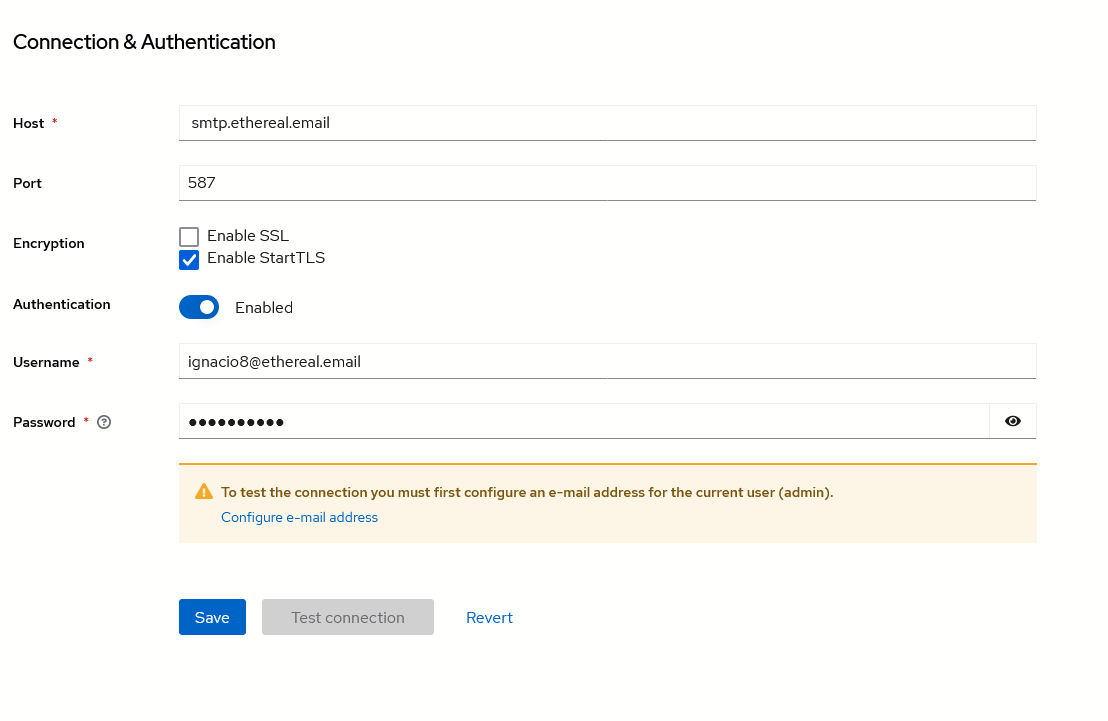 Connection & Authentication
Host *
smtp.ethereal.email
Port
587
Encryption
Enable SSL
Enable StartTLS
Authentication
Enabled
Username *
ignacio8@ethereal.email
Password * ?
●●●●●●●●●●
To test the connection you must first configure an e-mail address for the current user (admin).
Configure e-mail address
Save Test connection Revert